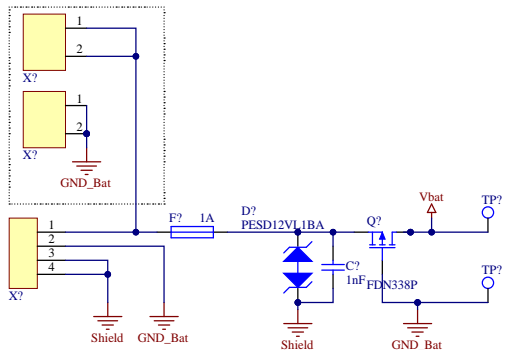 1
2
X?
1
2
X?
GND_Bat
1
2
3
4
X?
Shield
GND_Bat
F? 1A
D?
PESD12VL1BA
C?
1nF
Shield
Q?
FDN338P
Vbat
GND_Bat
TP?
TP?